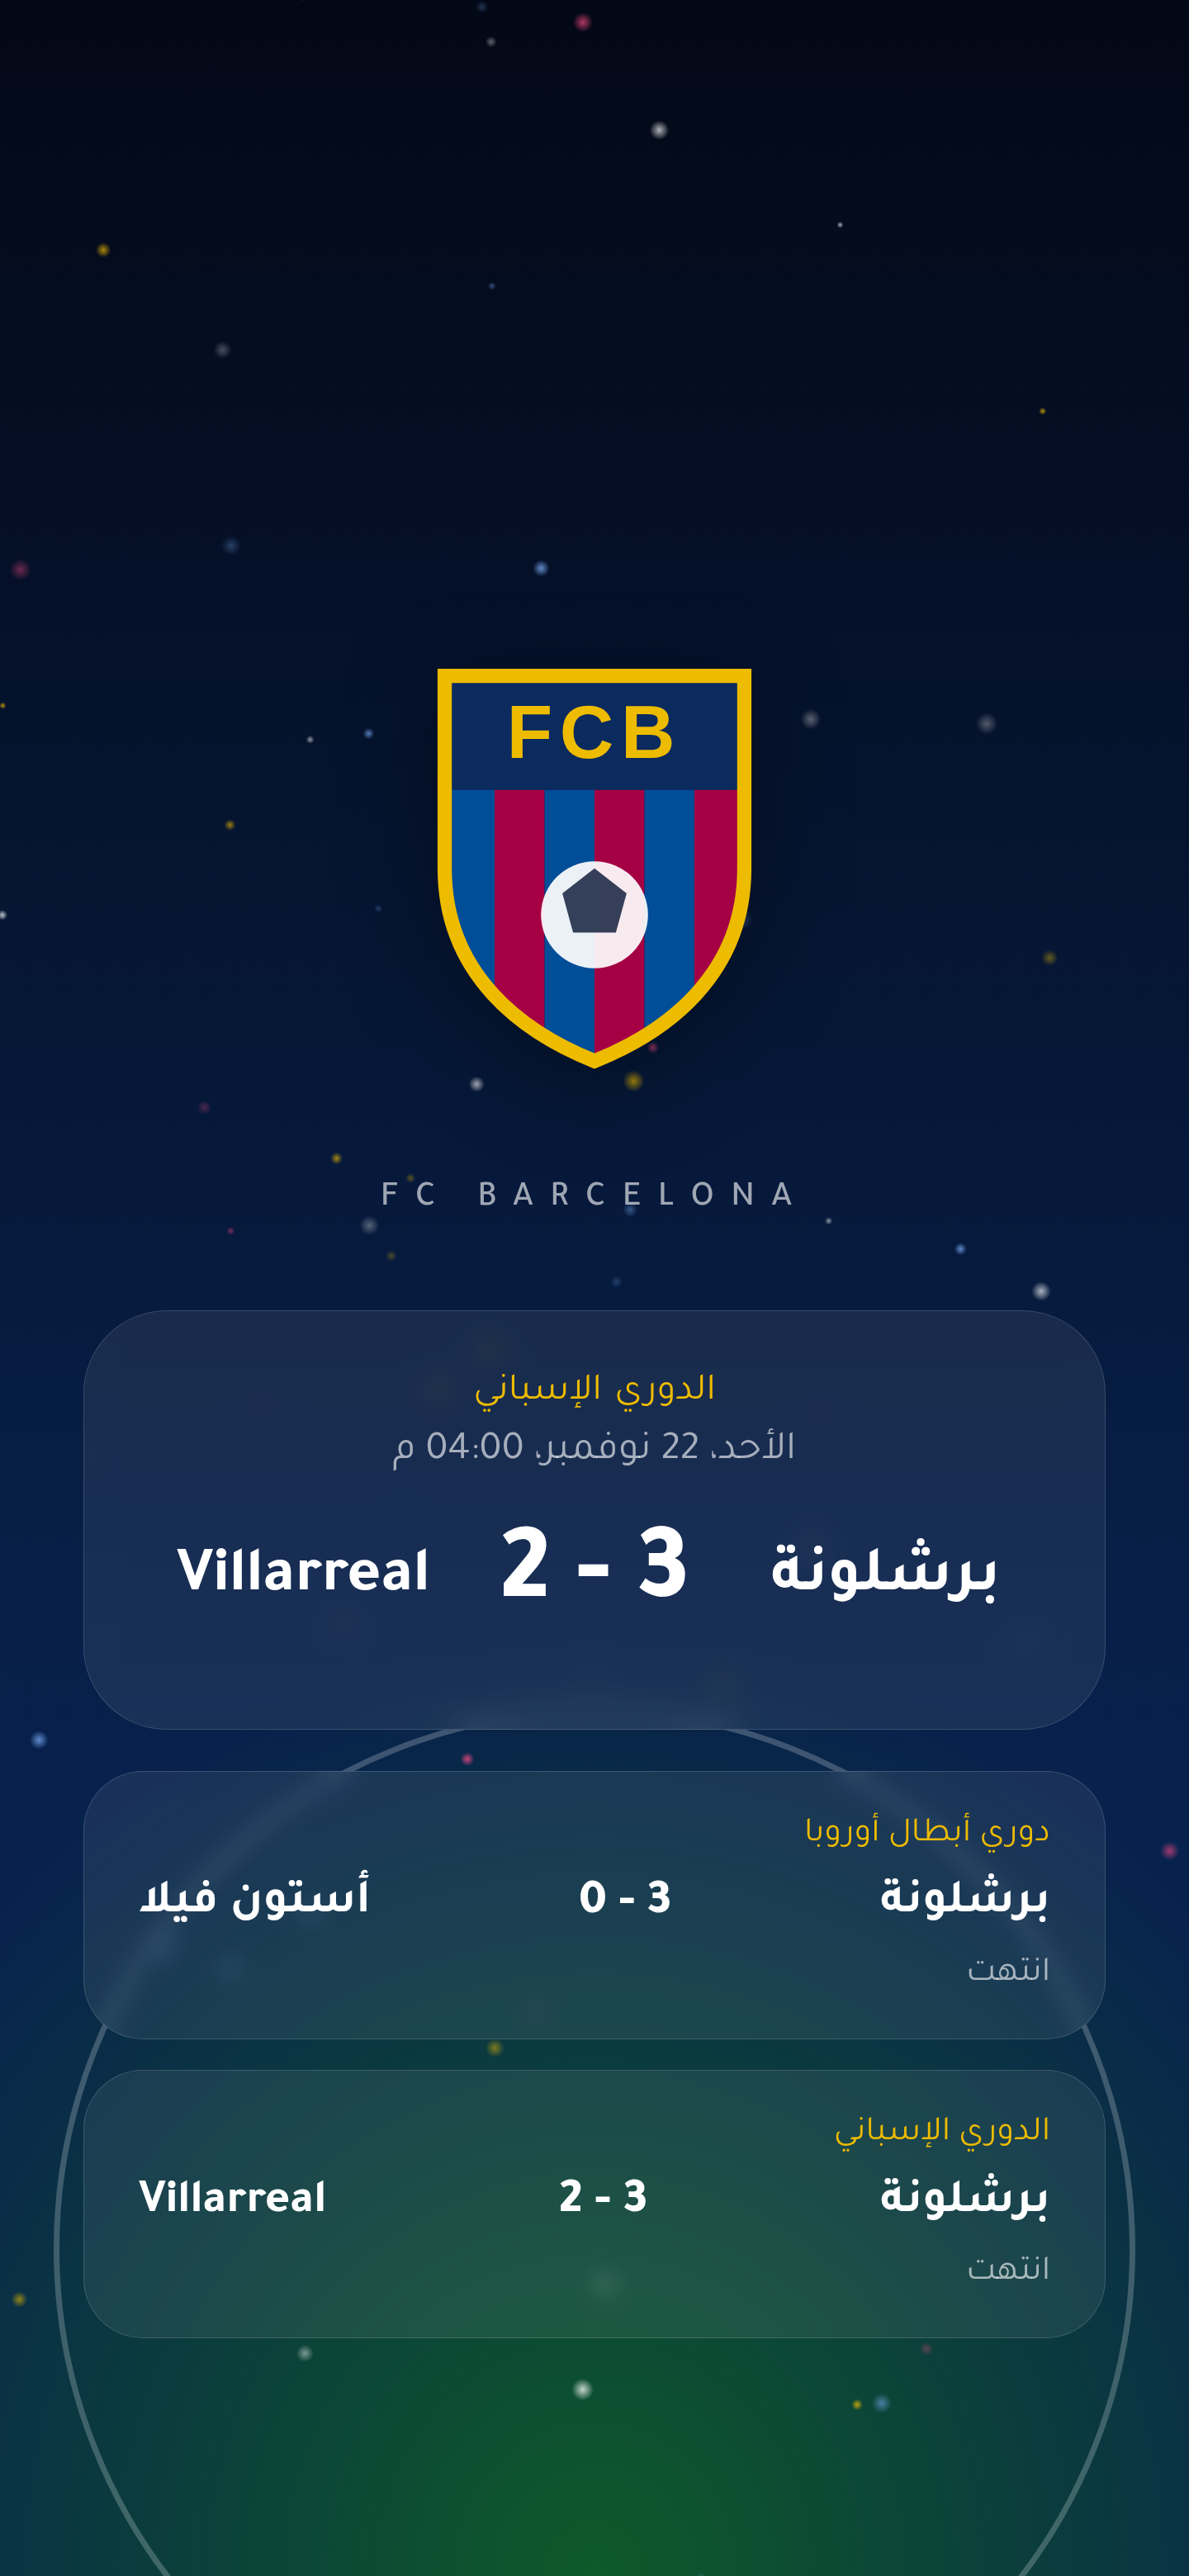 FCB
FC BARCELONA
الدوري الإسباني
الأحد، 22 نوفمبر، 04:00 م
برشلونة 3 - 2 Villarreal
دوري أبطال أوروبا
برشلونة 3 - 0 أستون فيلا
انتهت
الدوري الإسباني
برشلونة 3 - 2 Villarreal
انتهت